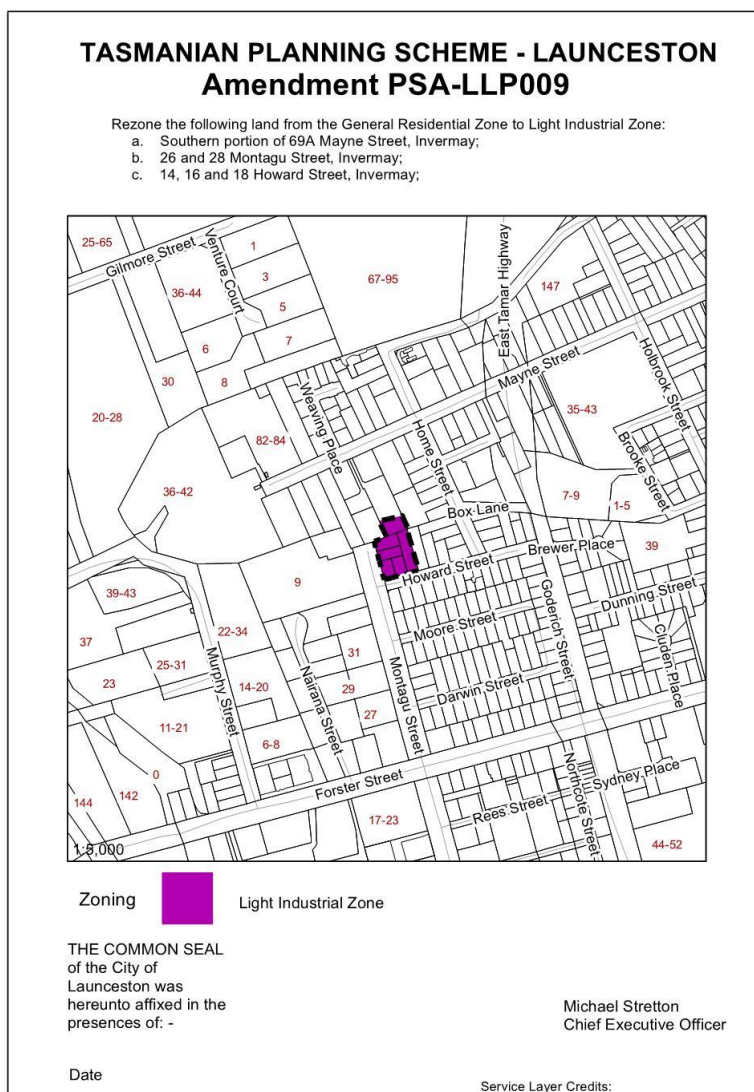 TASMANIAN PLANNING SCHEME - LAUNCESTON
Amendment PSA-LLP009
Rezone the following land from the General Residential Zone to Light Industrial Zone:
a. Southern portion of 69A Mayne Street, Invermay;
b. 26 and 28 Montagu Street, Invermay;
c. 14, 16 and 18 Howard Street, Invermay;
25-65
Gilmore Street
Venture Court
1
3
5
7
36-44
6
8
30
20-28
67-95
East Tamar Highway
147
Mayne Street
Holbrook Street
35-43
Brooke Street
Weaving Place
82-84
Home Street
36-42
Box Lane
7-9
1-5
39
Brewer Place
Howard Street
9
39-43
37
22-34
Moore Street
Goderich Street
Dunning Street
Cluden Place
31
25-31
23
14-20
29
Murphy Street
Nairana Street
Montagu Street
Darwin Street
27
11-21
6-8
0
144
142
Forster Street
Northcote Street
Sydney Place
Rees Street
17-23
44-52
1:5,000
Zoning
Light Industrial Zone
THE COMMON SEAL
of the City of
Launceston was
hereunto affixed in the
presences of: -
Michael Stretton
Chief Executive Officer
Date
Service Layer Credits: